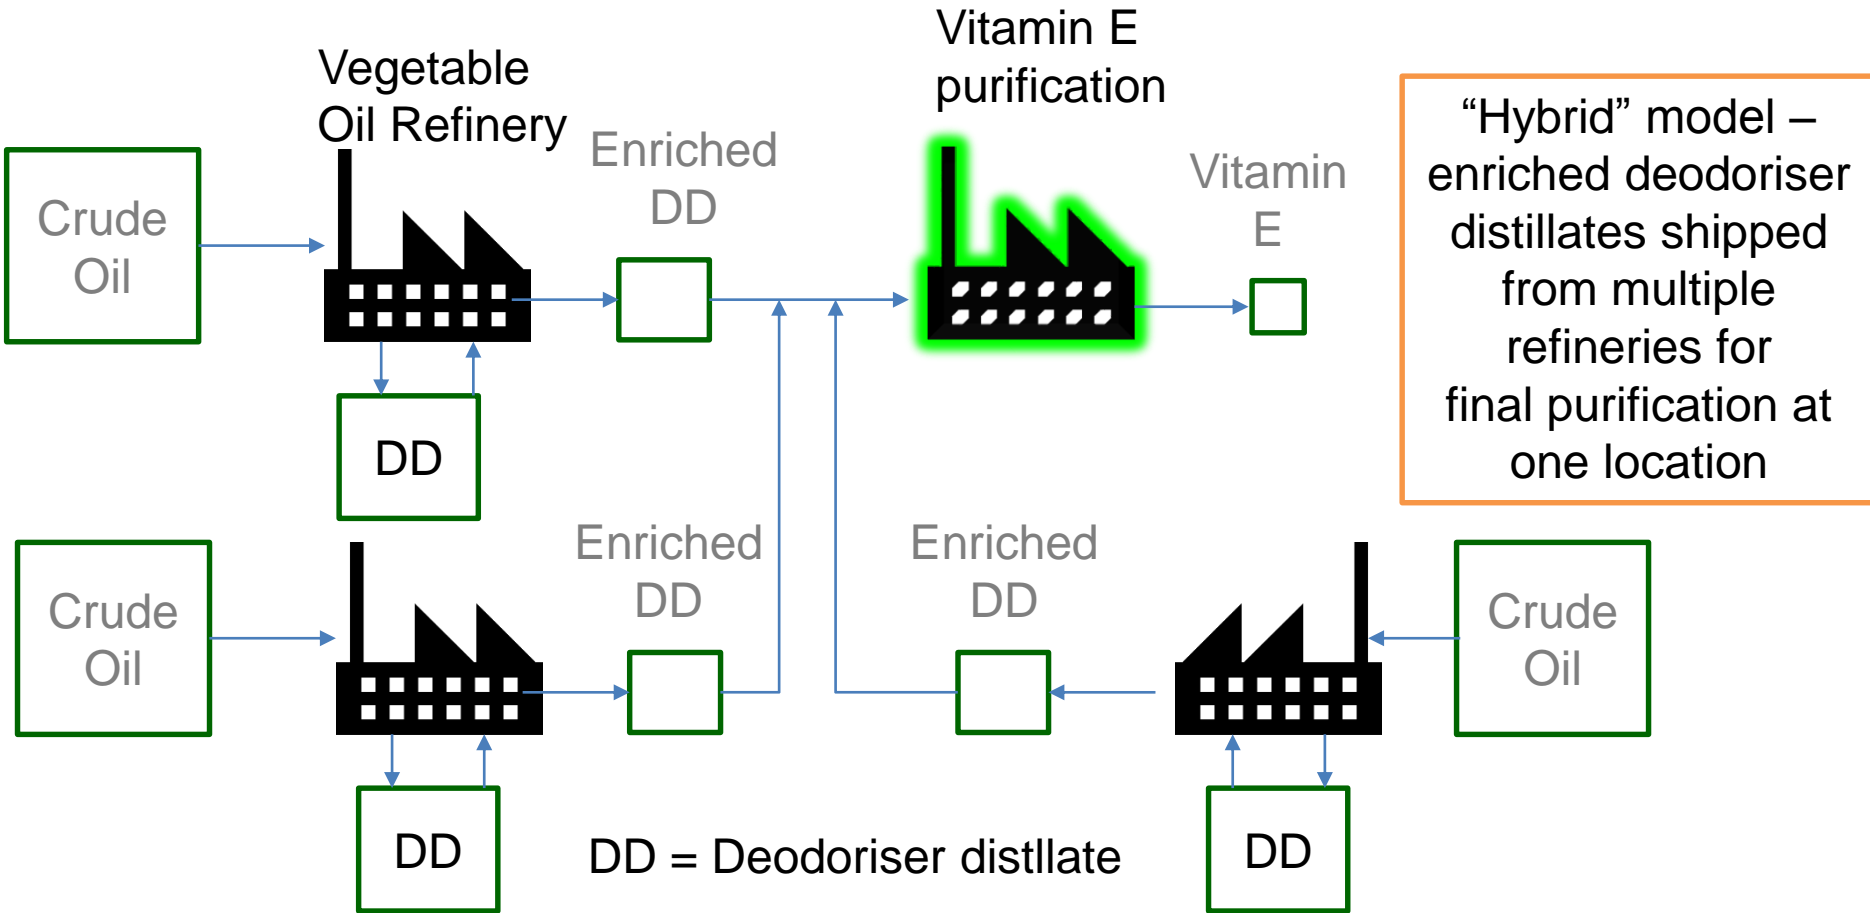 Vegetable
Oil Refinery
Vitamin E
purification
Crude
Oil
Enriched
DD
Vitamin
E
“Hybrid” model –
enriched deodoriser
distillates shipped
from multiple
refineries for
final purification at
one location
DD
Crude
Oil
Enriched
DD
Enriched
DD
Crude
Oil
DD
DD = Deodoriser distllate
DD